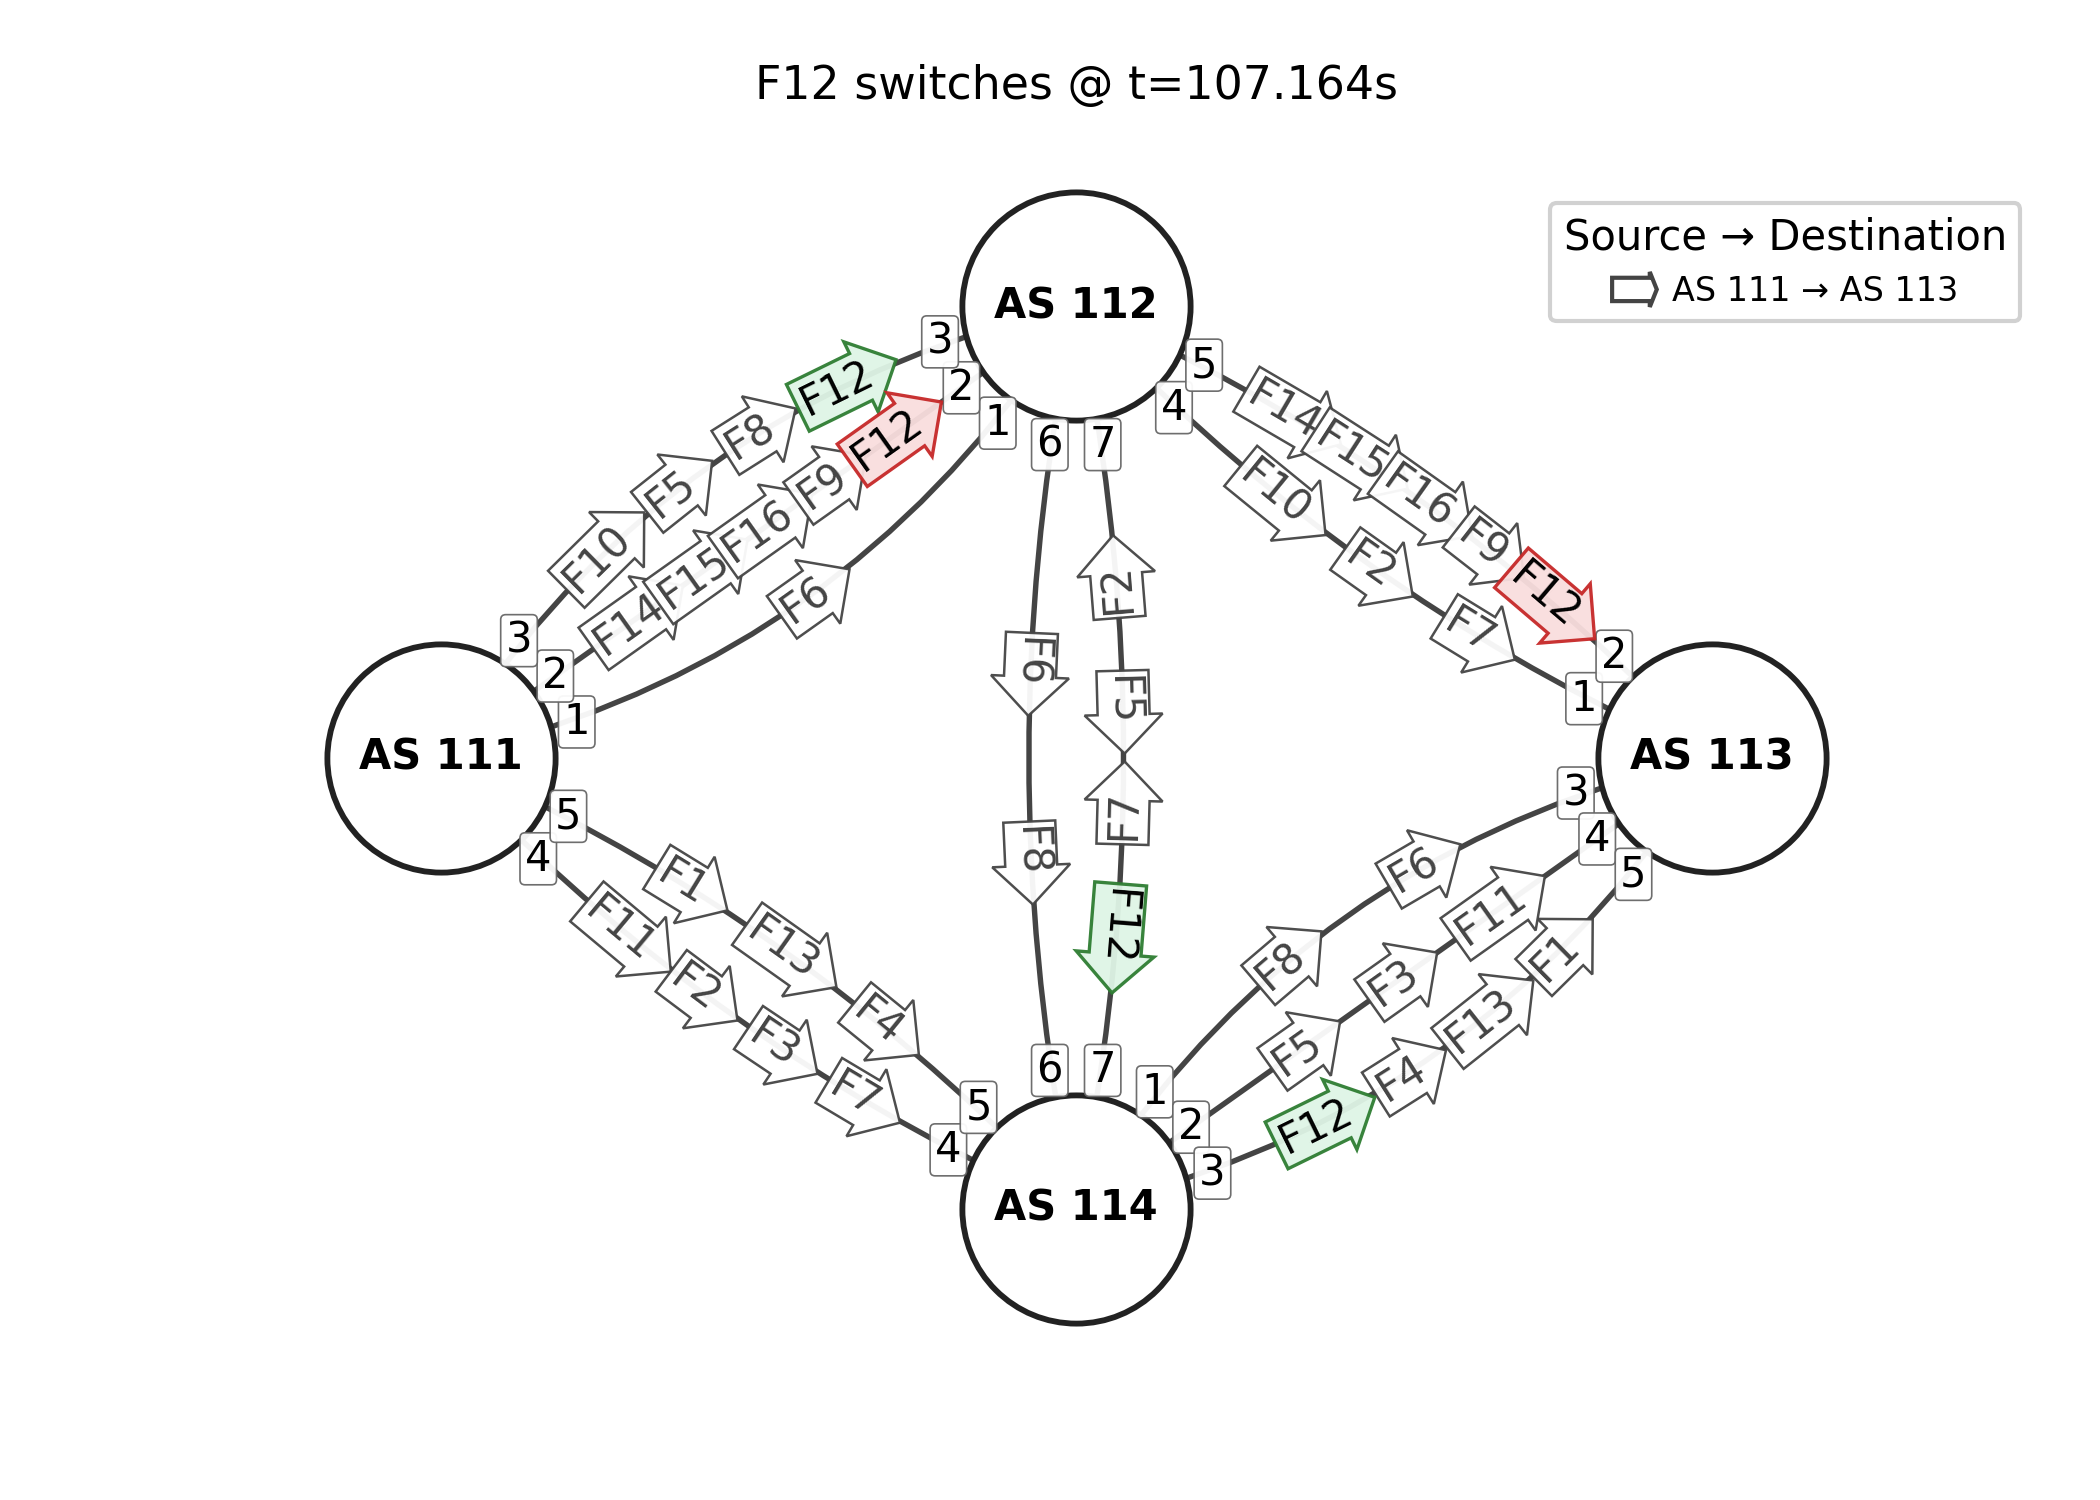 F12 switches @ t=107.164s
Source → Destination
AS 111 → AS 113
AS 112
3
2
1
6
7
4
5
F12
F12
F8
F9
F5
F16
F10
F15
F14
F6
3
2
1
F14
F15
F16
F9
F12
F10
F2
F7
2
1
F2
F6
F5
F7
F8
F12
AS 111
AS 113
5
4
3
4
5
F1
F13
F4
F11
F2
F3
F7
F6
F11
F8
F3
F1
F5
F13
F4
F12
5
4
6
7
1
2
3
AS 114